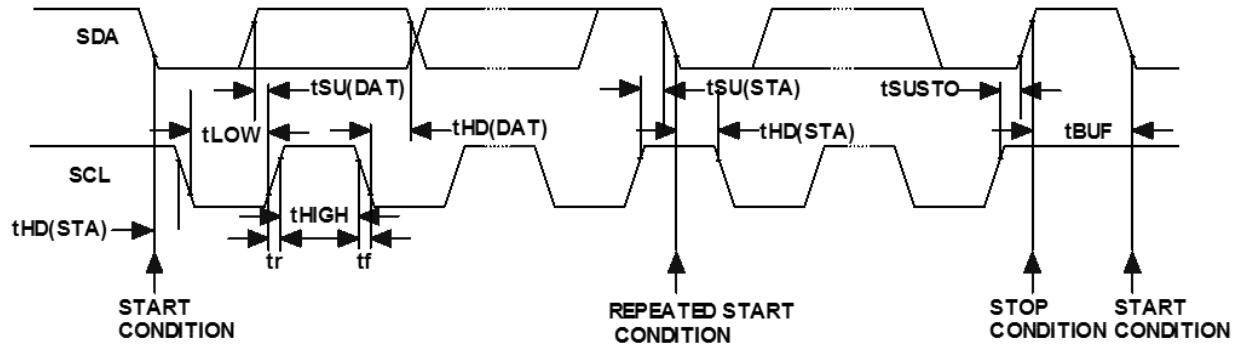 SDA
tSU(DAT)
tSU(STA)
tSUSTO
tLOW
tHD(DAT)
tHD(STA)
tBUF
SCL
tHIGH
tHD(STA)
tr
tf
START
CONDITION
REPEATED START
CONDITION
STOP
CONDITION
START
CONDITION